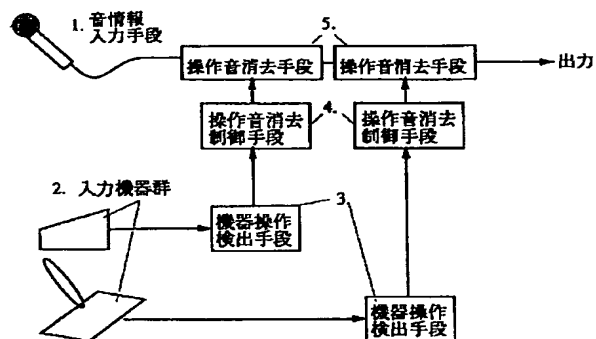 1. 音情報
入力手段
5.
操作音消去手段
操作音消去手段
出力
操作音消去
制御手段
4.
操作音消去
制御手段
2. 入力機器群
3.
機器操作
検出手段
機器操作
検出手段